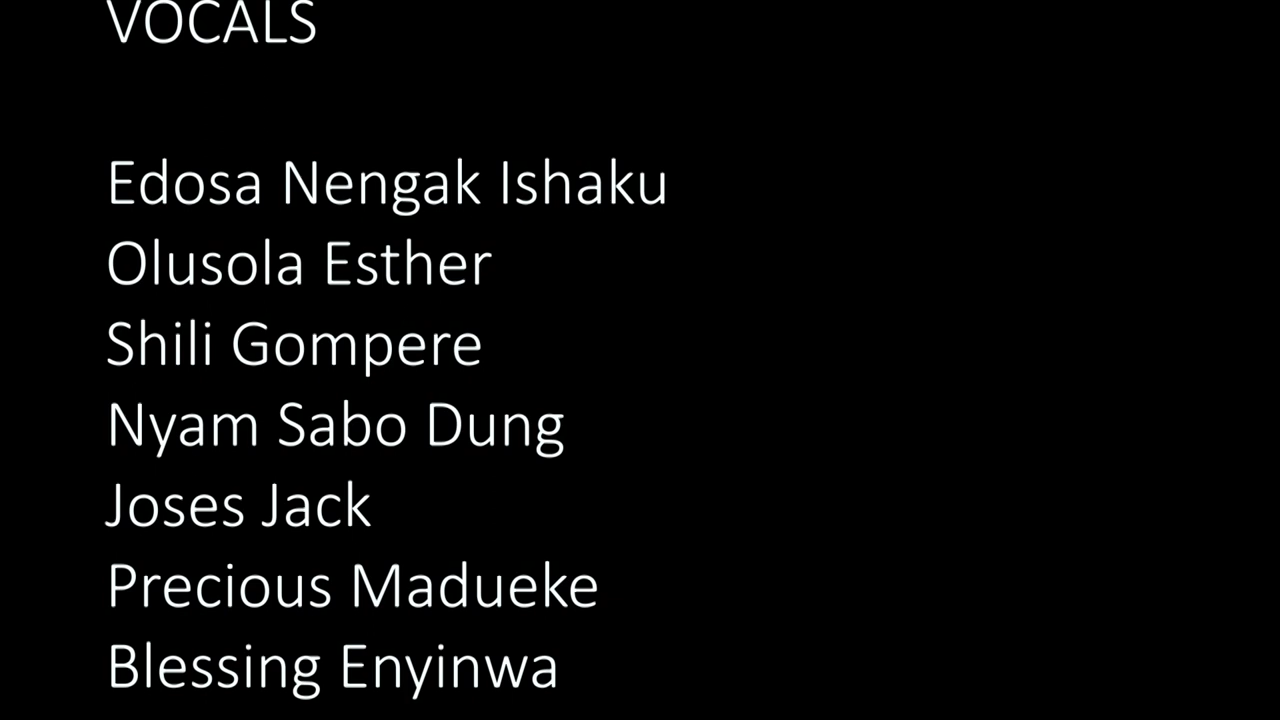 VOCALS
Edosa Nengak Ishaku
Olusola Esther
Shili Gompere
Nyam Sabo Dung
Joses Jack
Precious Madueke
Blessing Enyinwa